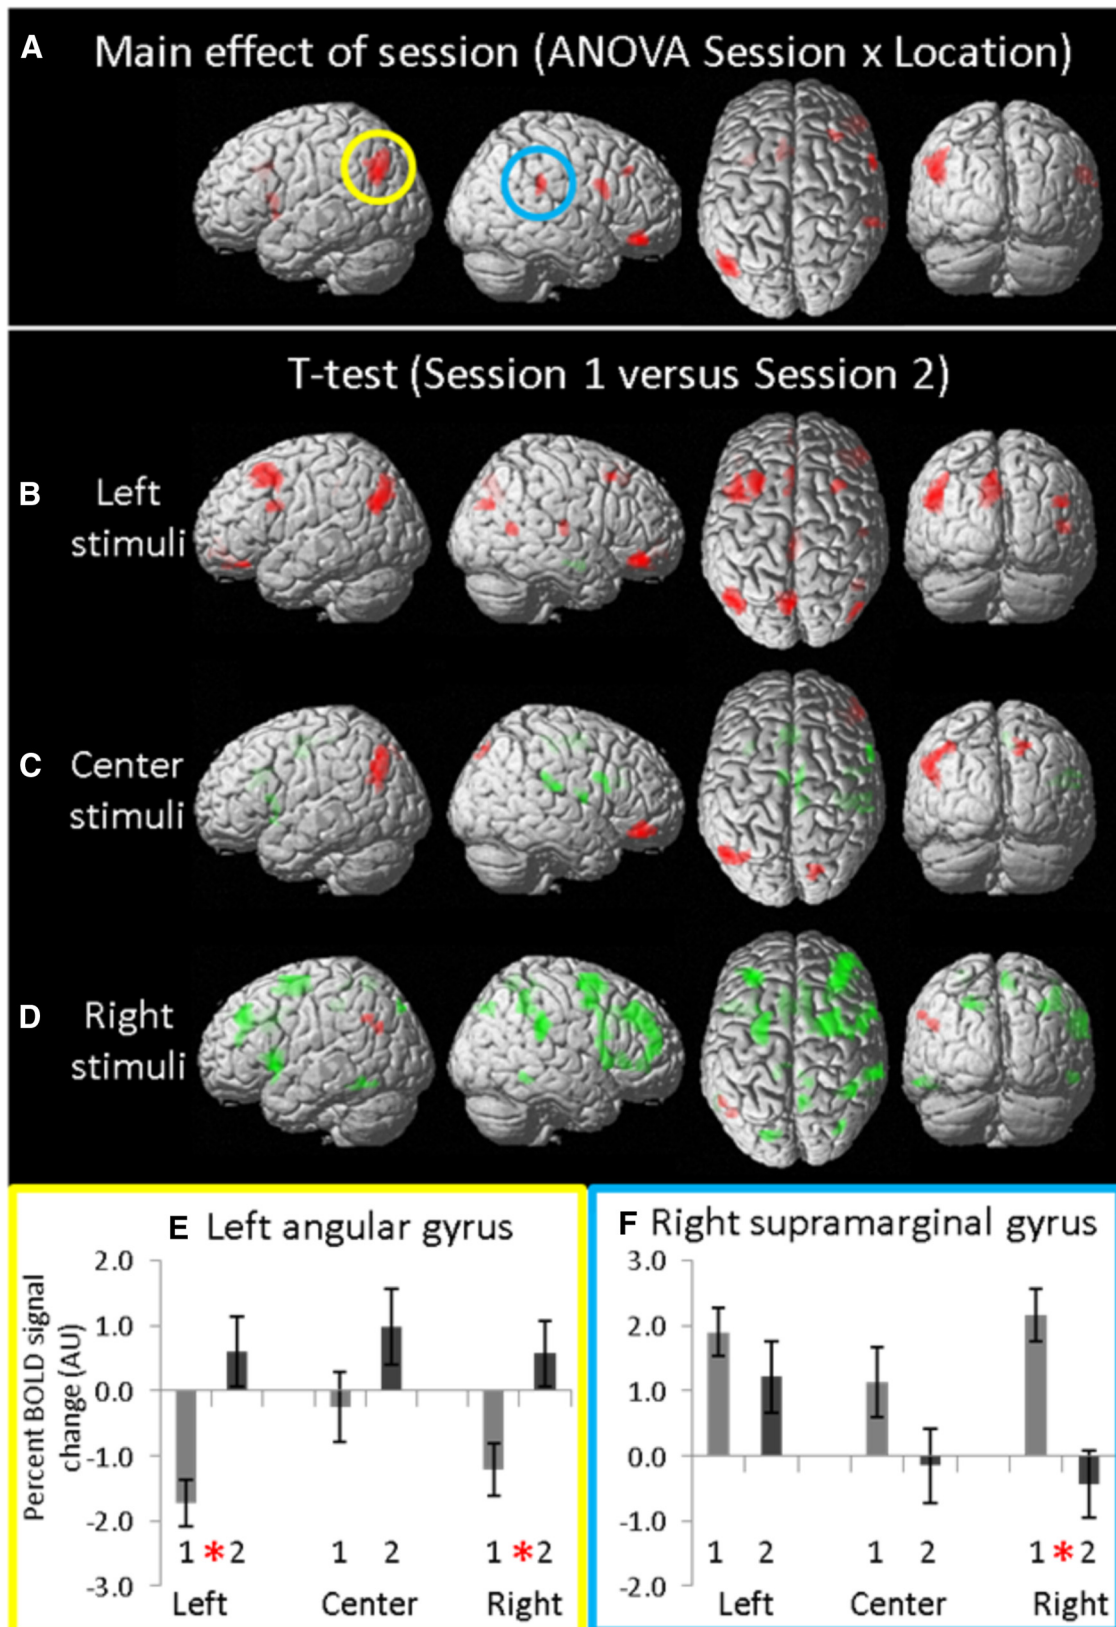 A Main effect of session (ANOVA Session x Location)
T-test (Session 1 versus Session 2)
B Left
stimuli
C Center
stimuli
D Right
stimuli
E Left angular gyrus
Percent BOLD signal
change (AU)
2.0
1.0
0.0
-1.0
-2.0
-3.0
1 * 2 1 2 1 * 2
Left Center Right
F Right supramarginal gyrus
3.0
2.0
1.0
0.0
-1.0
-2.0
1 2 1 2 1 * 2
Left Center Right